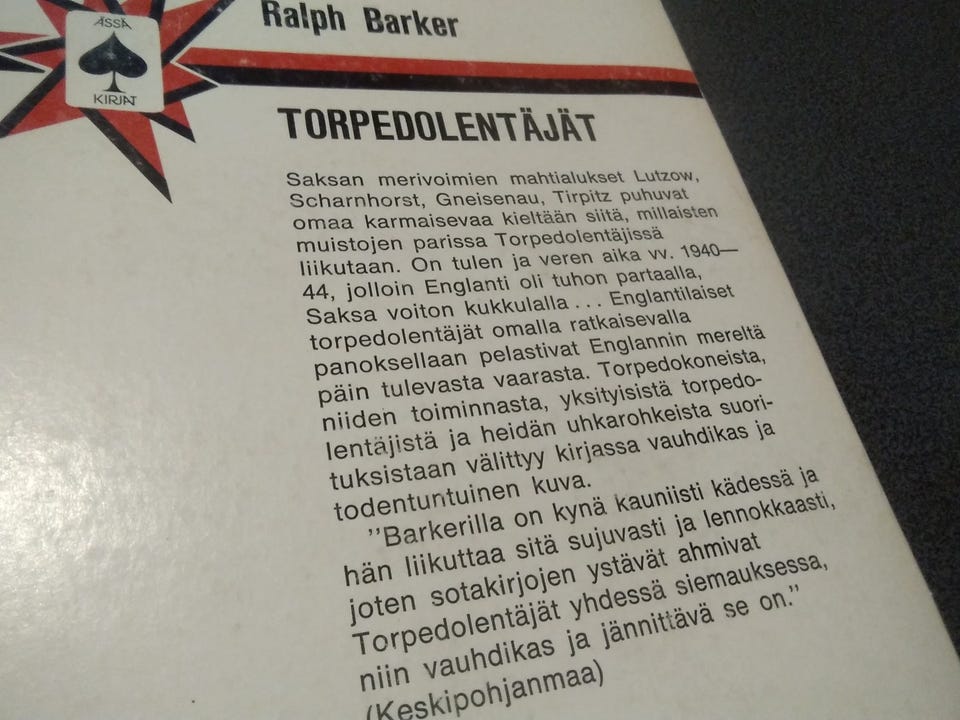 Ralph Barker
ÄSSÄ
KIRJAT
TORPEDOLENTÄJÄT
Saksan merivoimien mahtialukset Lutzow,
Scharnhorst, Gneisenau, Tirpitz puhuvat
omaa karmaisevaa kieltään siitä, millaisten
muistojen parissa Torpedolentäjissä
liikutaan. On tulen ja veren aika vv. 1940—
44, jolloin Englanti oli tuhon partaalla,
Saksa voiton kukkulalla... Englantilaiset
torpedolentäjät omalla ratkaisevalla
panoksellaan pelastivat Englannin mereltä
päin tulevasta vaarasta. Torpedokoneista,
niiden toiminnasta, yksityisistä torpedo-
lentäjistä ja heidän uhkarohkeista suori-
tuksistaan välittyy kirjassa vauhdikas ja
todentuntuinen kuva.
"Barkerilla on kynä kauniisti kädessä ja
hän liikuttaa sitä sujuvasti ja lennokkaasti,
joten sotakirjojen ystävät ahmivat
Torpedolentäjät yhdessä siemauksessa,
niin vauhdikas ja jännittävä se on."
(Keskipohjanmaa)